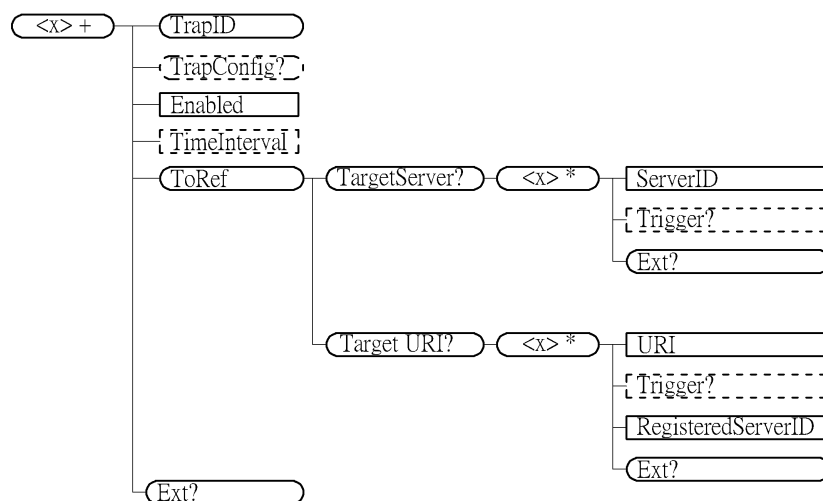 <x> +
TrapID
TrapConfig?
Enabled
TimeInterval
ToRef
TargetServer?
<x> *
ServerID
Trigger?
Ext?
Target URI?
<x> *
URI
Trigger?
RegisteredServerID
Ext?
Ext?